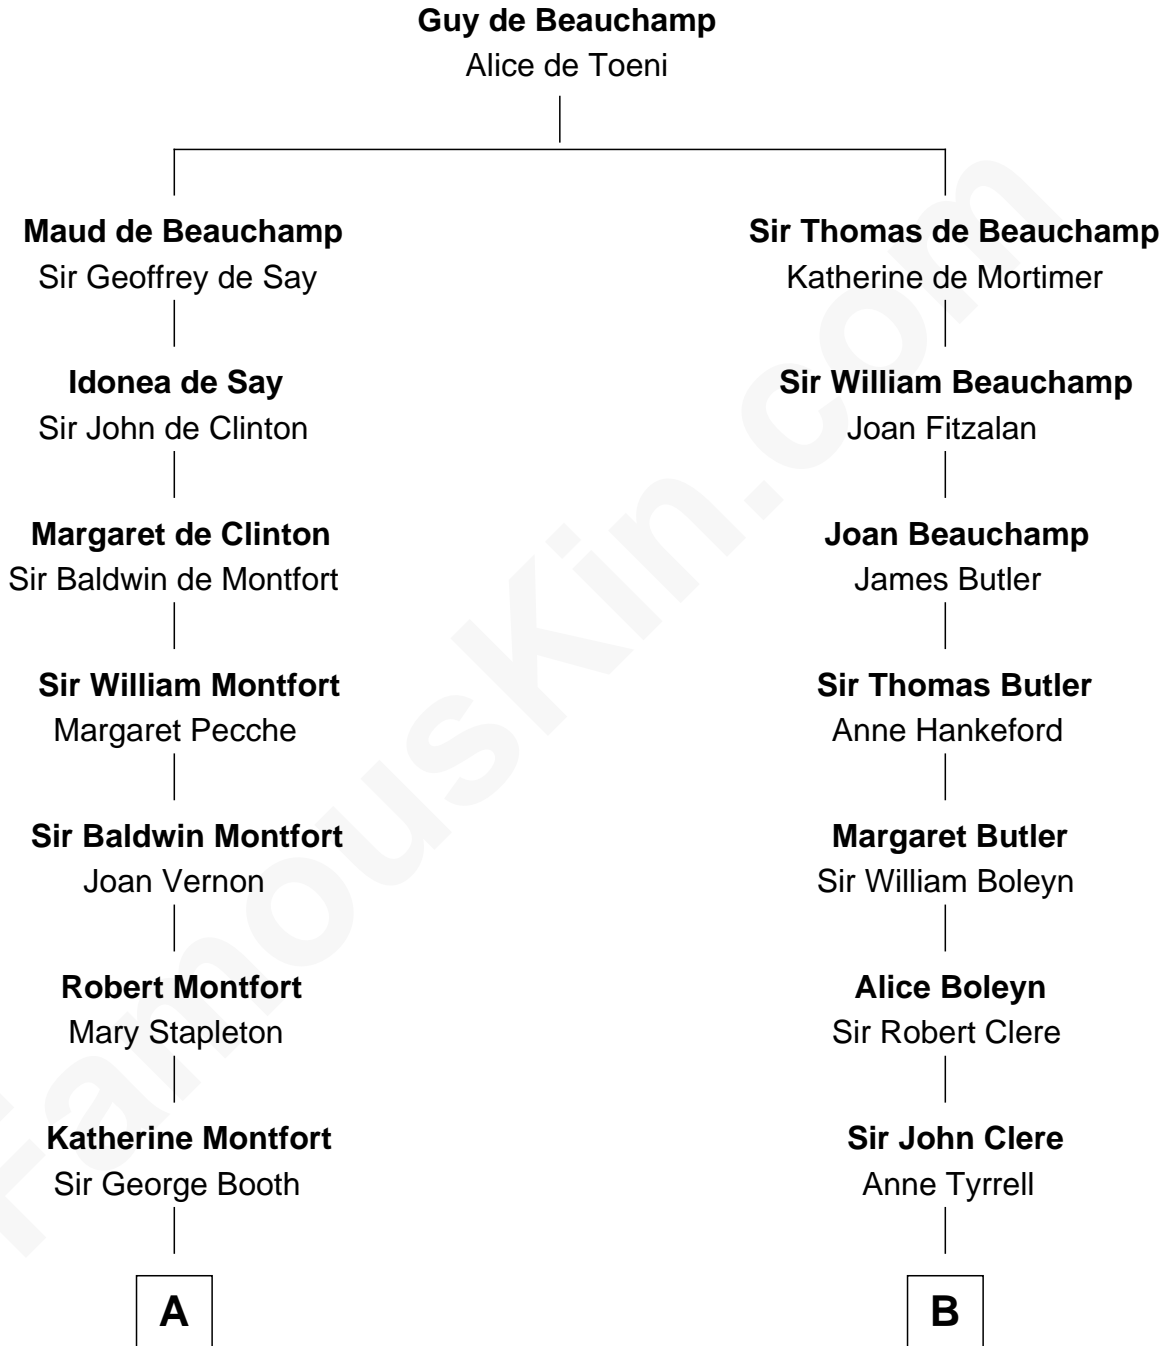 Guy de Beauchamp
Alice de Toeni
Maud de Beauchamp
Sir Geoffrey de Say
Sir Thomas de Beauchamp
Katherine de Mortimer
Idonea de Say
Sir John de Clinton
Sir William Beauchamp
Joan Fitzalan
Margaret de Clinton
Sir Baldwin de Montfort
Joan Beauchamp
James Butler
Sir William Montfort
Margaret Pecche
Sir Thomas Butler
Anne Hankeford
Sir Baldwin Montfort
Joan Vernon
Margaret Butler
Sir William Boleyn
Robert Montfort
Mary Stapleton
Alice Boleyn
Sir Robert Clere
Katherine Montfort
Sir George Booth
Sir John Clere
Anne Tyrrell
A
B
FamousKin.com